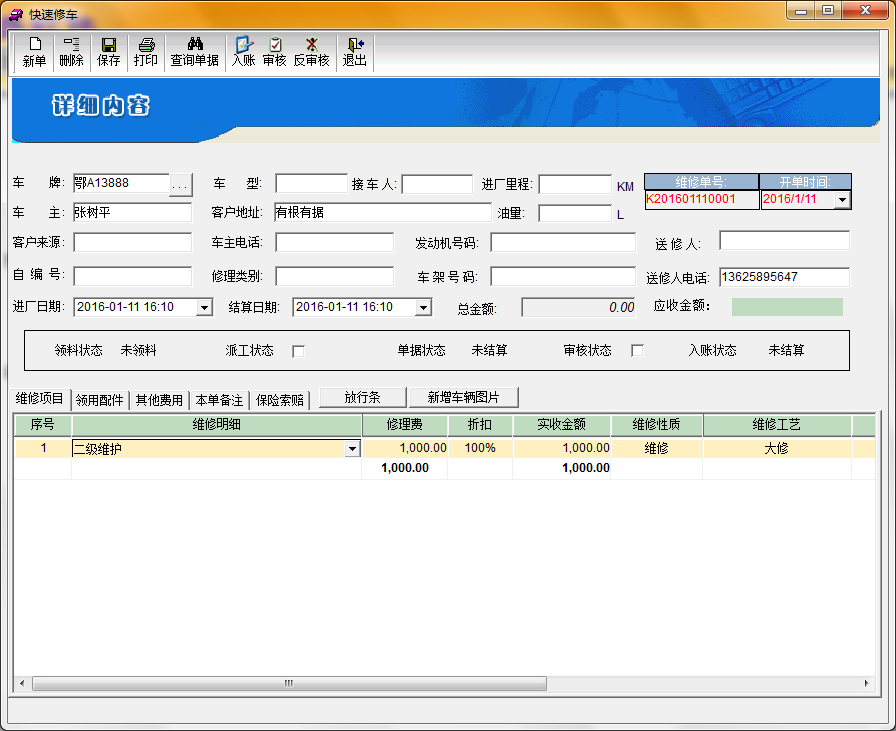 快速修车
新单 删除 保存 打印 查询单据 入账 审核 反审核 退出
详细内容
车 牌: 鄂A13888 ... 车 型: 接车人: 进厂里程: KM 维修单号: 开单时间:
K201601110001 2016/1/11
车 主: 张树平 客户地址: 有根有据 油量: L
客户来源: 车主电话: 发动机号码: 送修人:
自编号: 修理类别: 车架号码: 送修人电话: 13625895647
进厂日期: 2016-01-11 16:10 结算日期: 2016-01-11 16:10 总金额: 0.00 应收金额:
领料状态 未领料 派工状态 单据状态 未结算 审核状态 入账状态 未结算
维修项目 领用配件 其他费用 本单备注 保险索赔 放行条 新增车辆图片
序号 维修明细 修理费 折扣 实收金额 维修性质 维修工艺
1 二级维护 1,000.00 100% 1,000.00 维修 大修
1,000.00 1,000.00